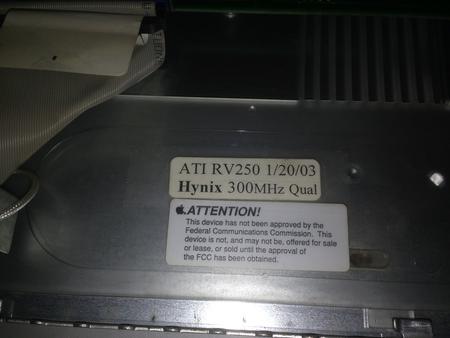 ATI RV250 1/20/03
Hynix 300MHz Qual
ATTENTION!
This device has not been approved by the
Federal Communications Commission. This
device is not, and may not be, offered for sale
or lease, or sold until the approval of
the FCC has been obtained.